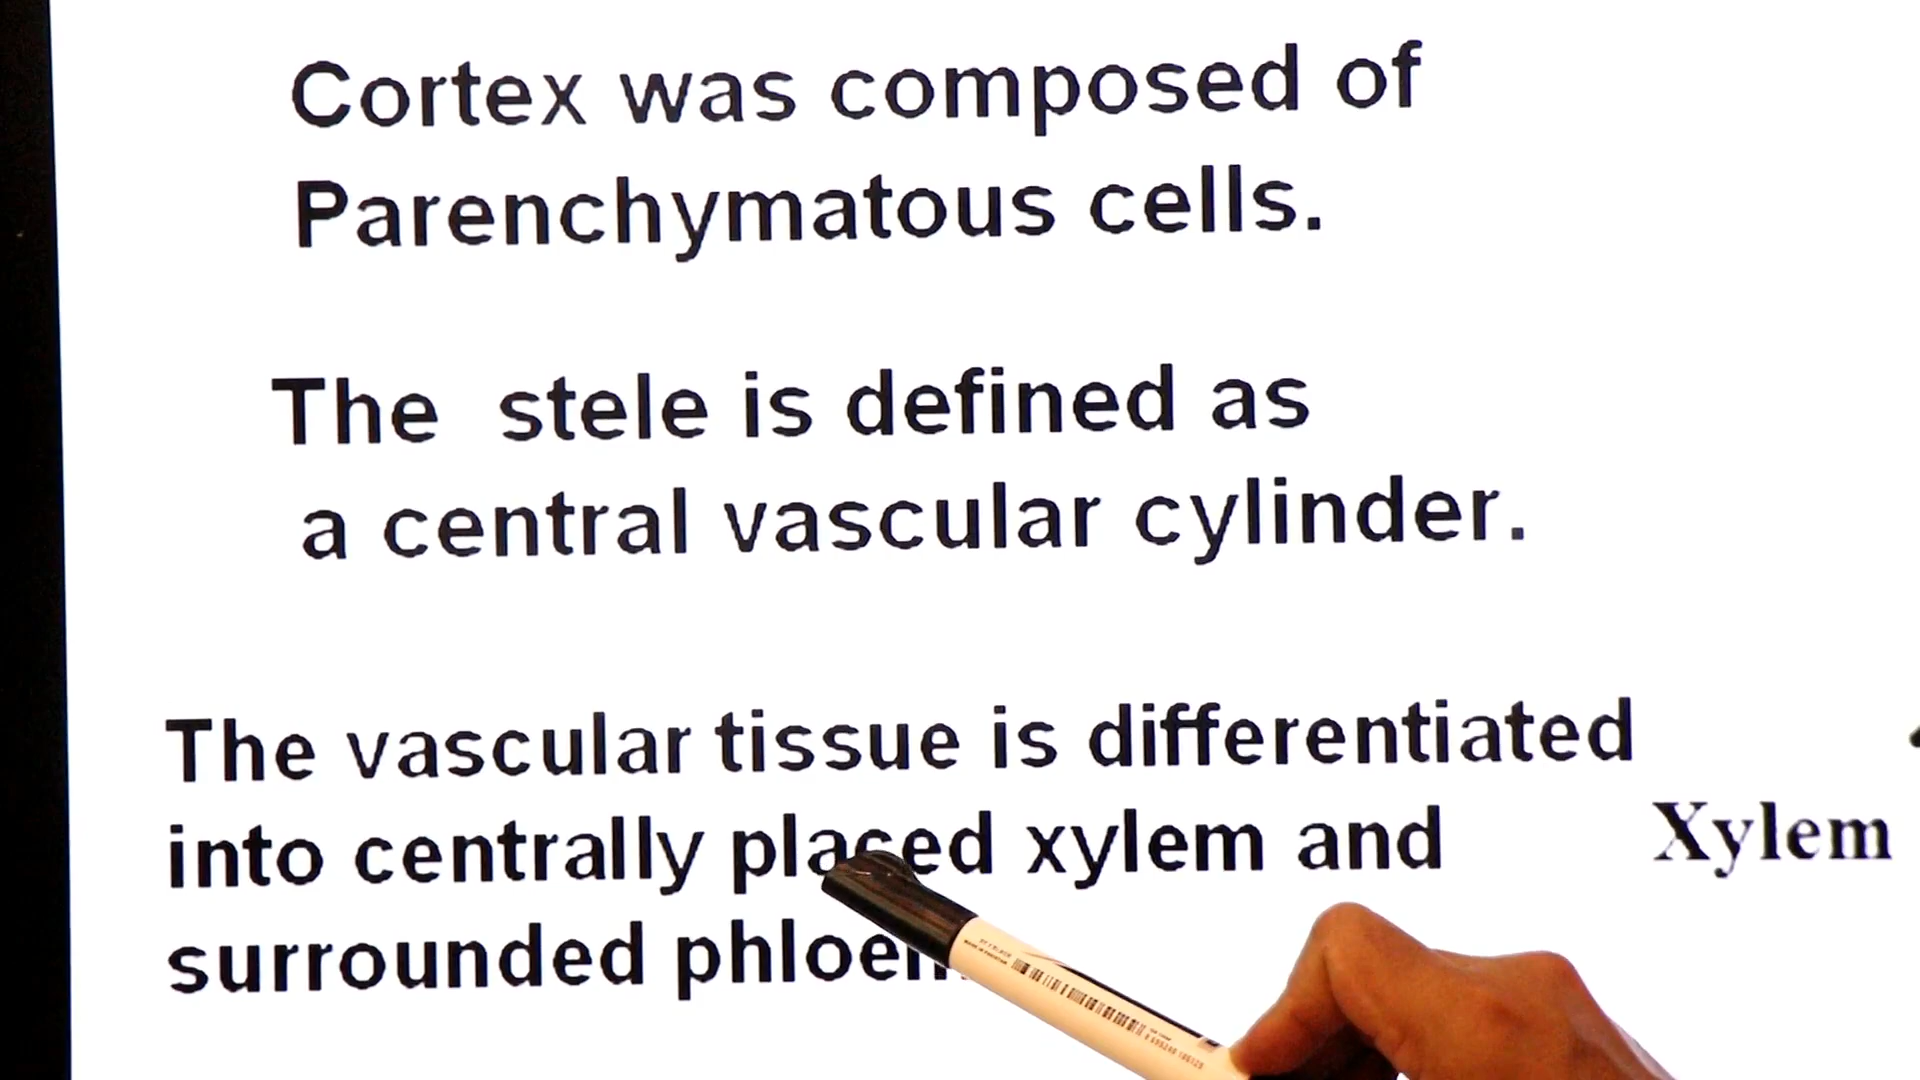 Cortex was composed of
Parenchymatous cells.
The stele is defined as
a central vascular cylinder.
The vascular tissue is differentiated
into centrally placed xylem and
surrounded
Xylem